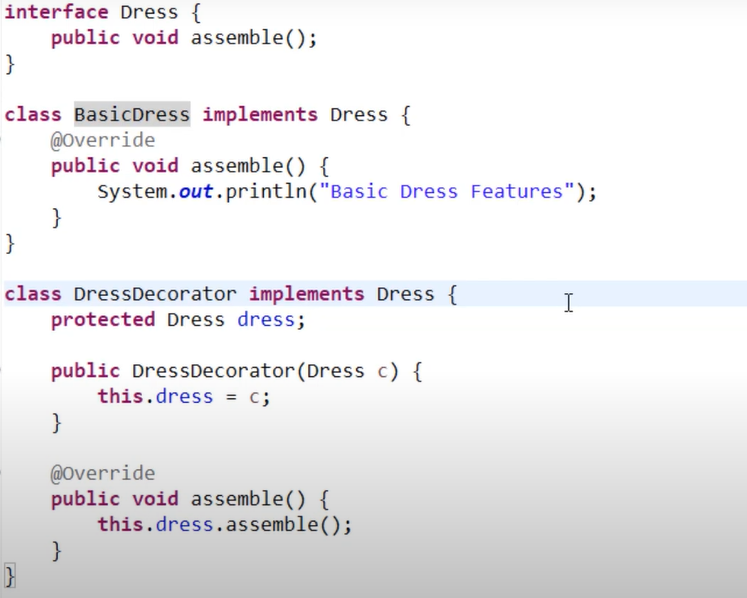 interface Dress {
    public void assemble();
}

class BasicDress implements Dress {
    @Override
    public void assemble() {
        System.out.println("Basic Dress Features");
    }
}

class DressDecorator implements Dress {
    protected Dress dress;

    public DressDecorator(Dress c) {
        this.dress = c;
    }

    @Override
    public void assemble() {
        this.dress.assemble();
    }
}